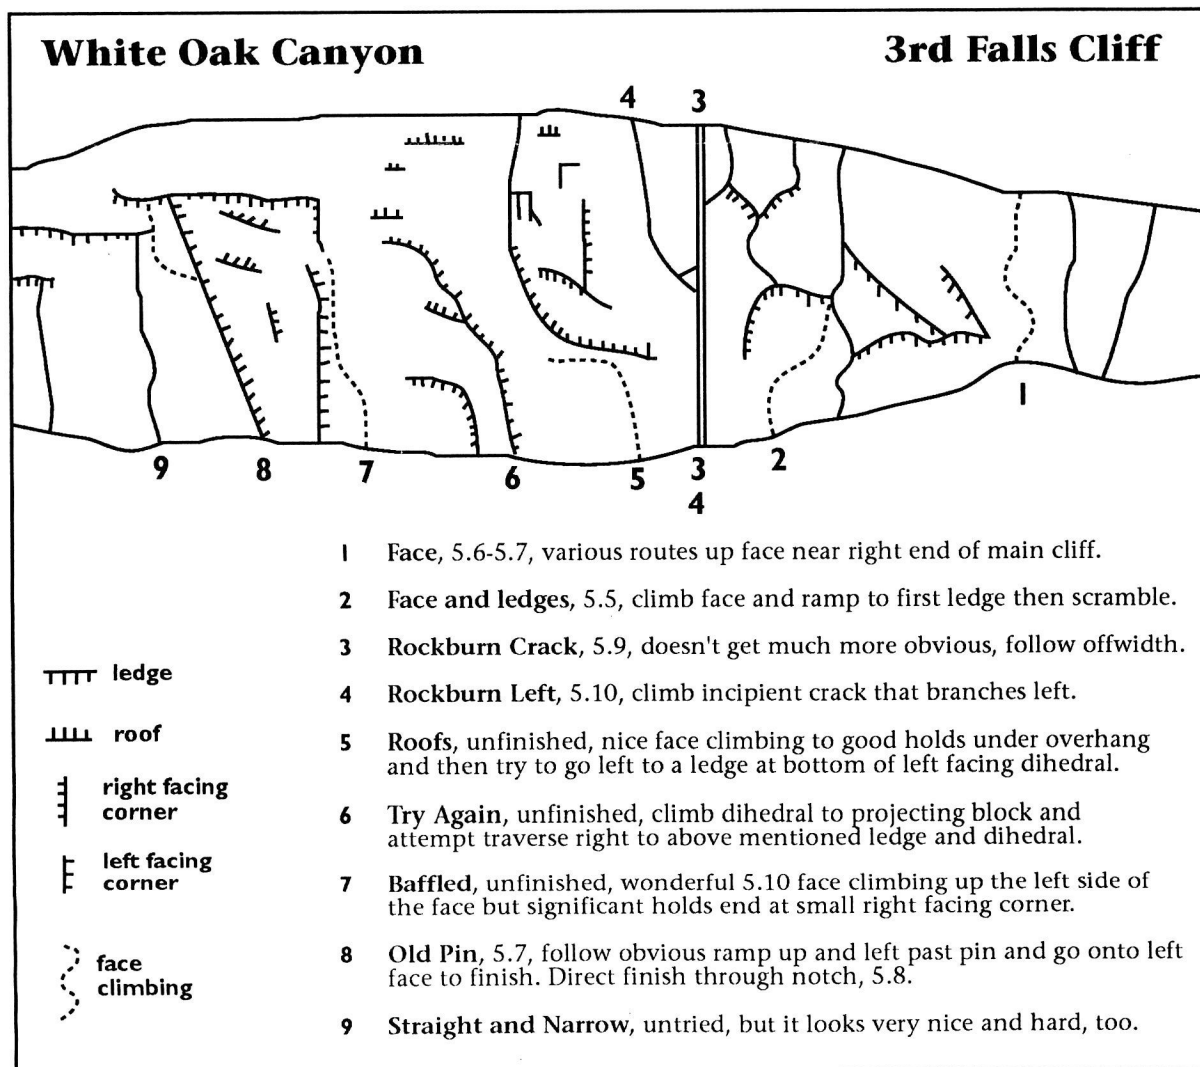 White Oak Canyon
3rd Falls Cliff
4 3
1
9 8 7 6 5 3 2
4
1 Face, 5.6-5.7, various routes up face near right end of main cliff.
2 Face and ledges, 5.5, climb face and ramp to first ledge then scramble.
3 Rockburn Crack, 5.9, doesn't get much more obvious, follow offwidth.
4 Rockburn Left, 5.10, climb incipient crack that branches left.
5 Roofs, unfinished, nice face climbing to good holds under overhang
and then try to go left to a ledge at bottom of left facing dihedral.
6 Try Again, unfinished, climb dihedral to projecting block and
attempt traverse right to above mentioned ledge and dihedral.
7 Baffled, unfinished, wonderful 5.10 face climbing up the left side of
the face but significant holds end at small right facing corner.
8 Old Pin, 5.7, follow obvious ramp up and left past pin and go onto left
face to finish. Direct finish through notch, 5.8.
9 Straight and Narrow, untried, but it looks very nice and hard, too.
ledge
roof
right facing
corner
left facing
corner
face
climbing